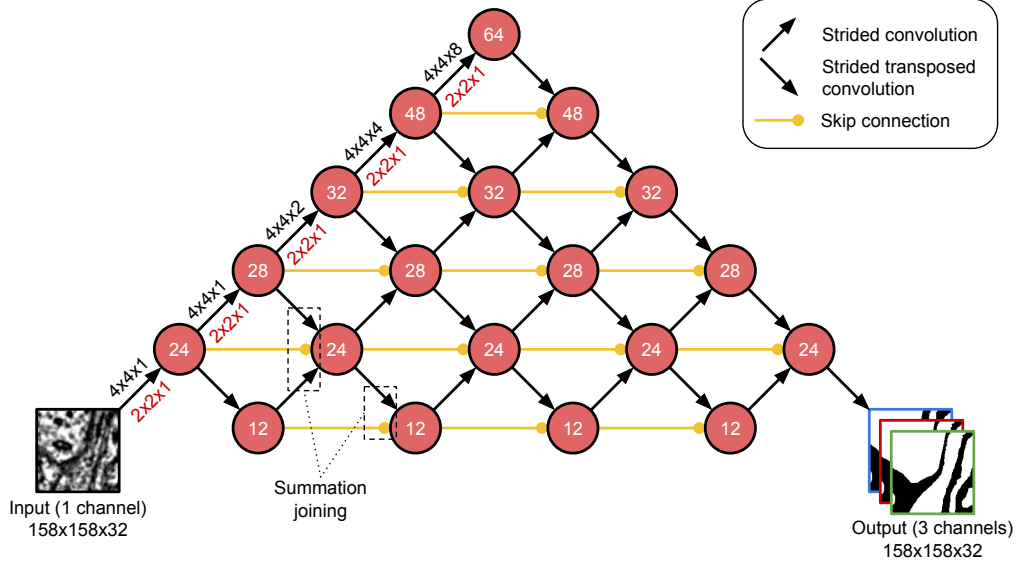 64
Strided convolution
Strided transposed
convolution
Skip connection
4x4x8
2x2x1
48
48
4x4x4
2x2x1
32
32
32
4x4x2
2x2x1
28
28
28
28
4x4x1
2x2x1
24
24
24
24
24
4x4x1
2x2x1
12
12
12
12
Summation
joining
Input (1 channel)
158x158x32
Output (3 channels)
158x158x32